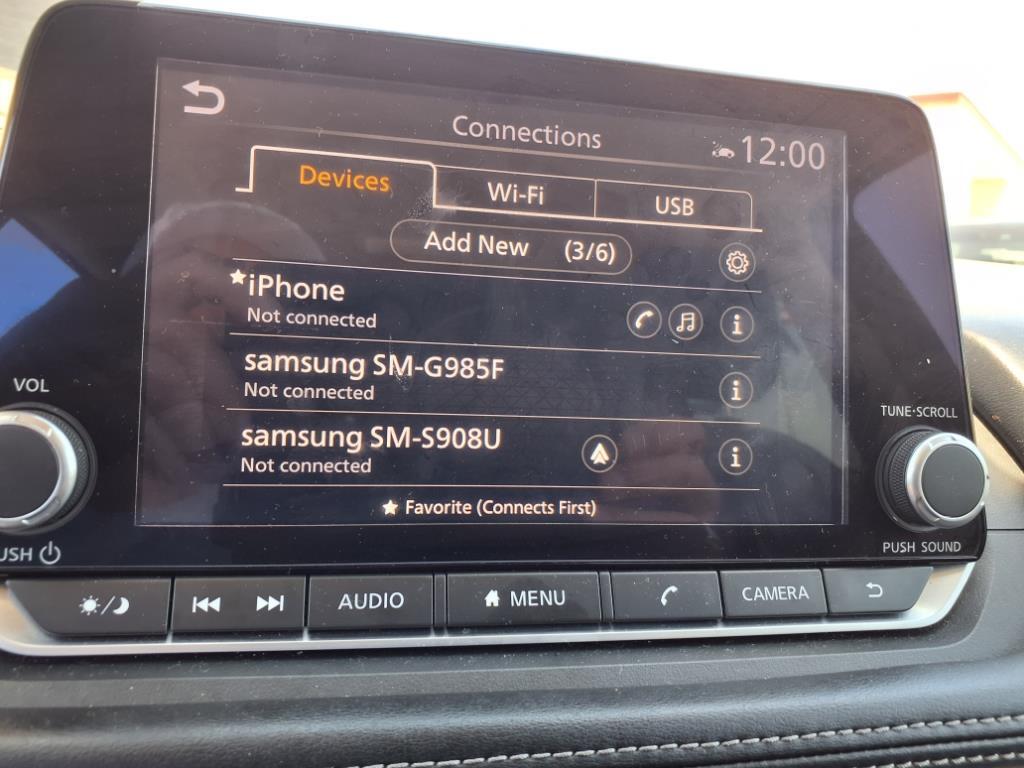 Connections
12:00
Devices
Wi-Fi
USB
Add New (3/6)
iPhone
Not connected
samsung SM-G985F
Not connected
samsung SM-S908U
Not connected
Favorite (Connects First)
VOL
TUNE·SCROLL
PUSH SOUND
AUDIO
MENU
CAMERA